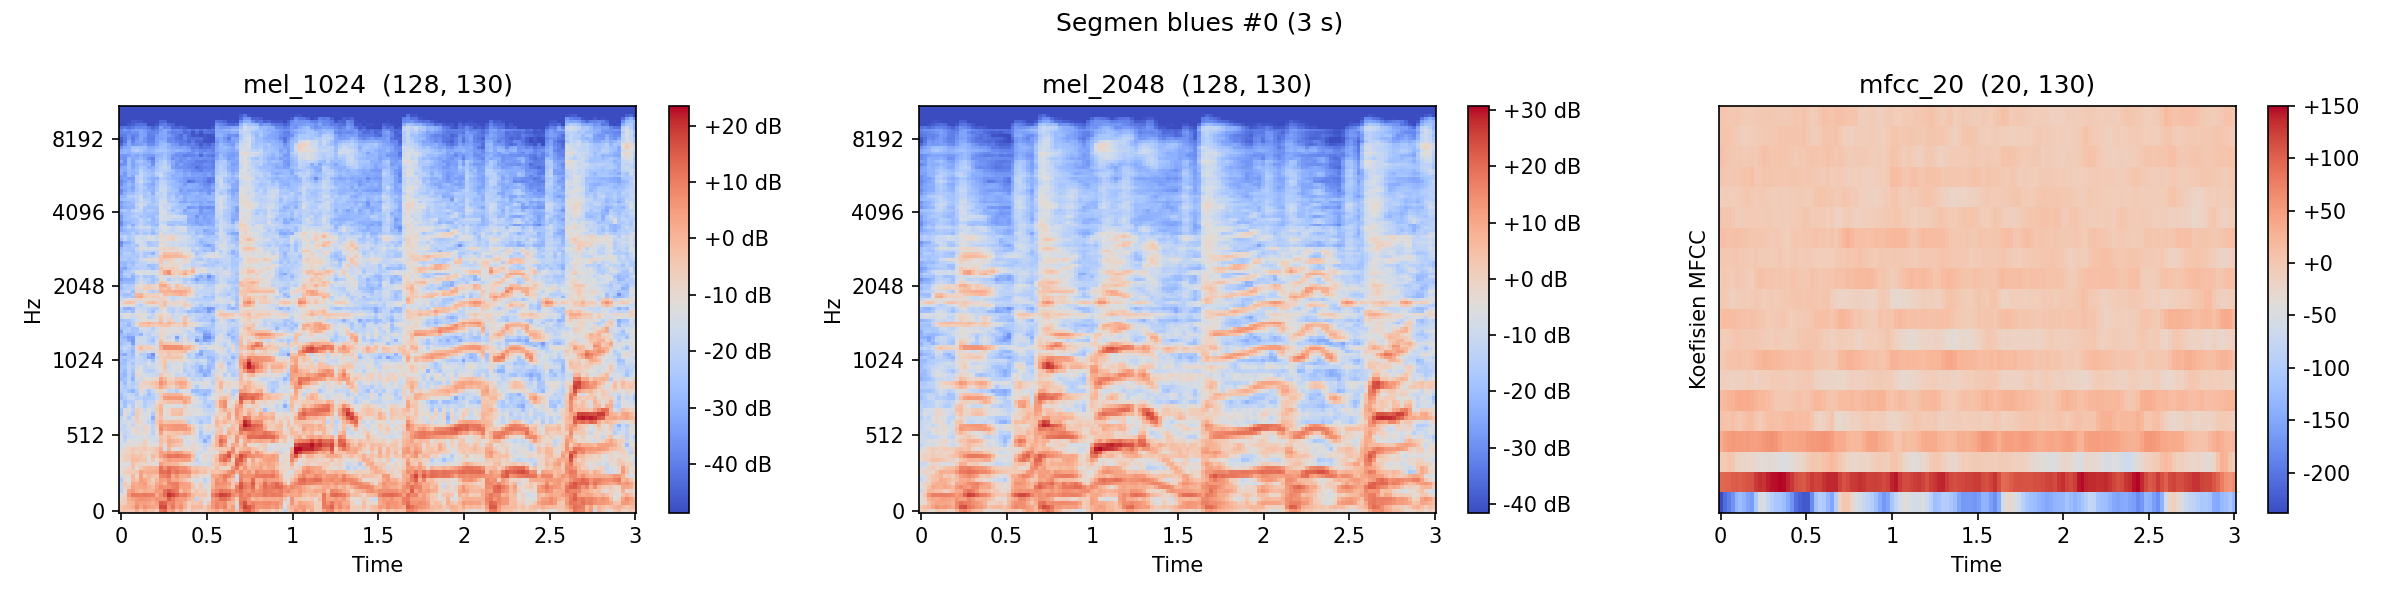 Segmen blues #0 (3 s)
mel_1024  (128, 130)
8192
4096
2048
1024
512
0
Hz
0
0.5
1
1.5
2
2.5
3
Time
+20 dB
+10 dB
+0 dB
-10 dB
-20 dB
-30 dB
-40 dB
mel_2048  (128, 130)
8192
4096
2048
1024
512
0
Hz
0
0.5
1
1.5
2
2.5
3
Time
+30 dB
+20 dB
+10 dB
+0 dB
-10 dB
-20 dB
-30 dB
-40 dB
mfcc_20  (20, 130)
Koefisien MFCC
0
0.5
1
1.5
2
2.5
3
Time
+150
+100
+50
+0
-50
-100
-150
-200